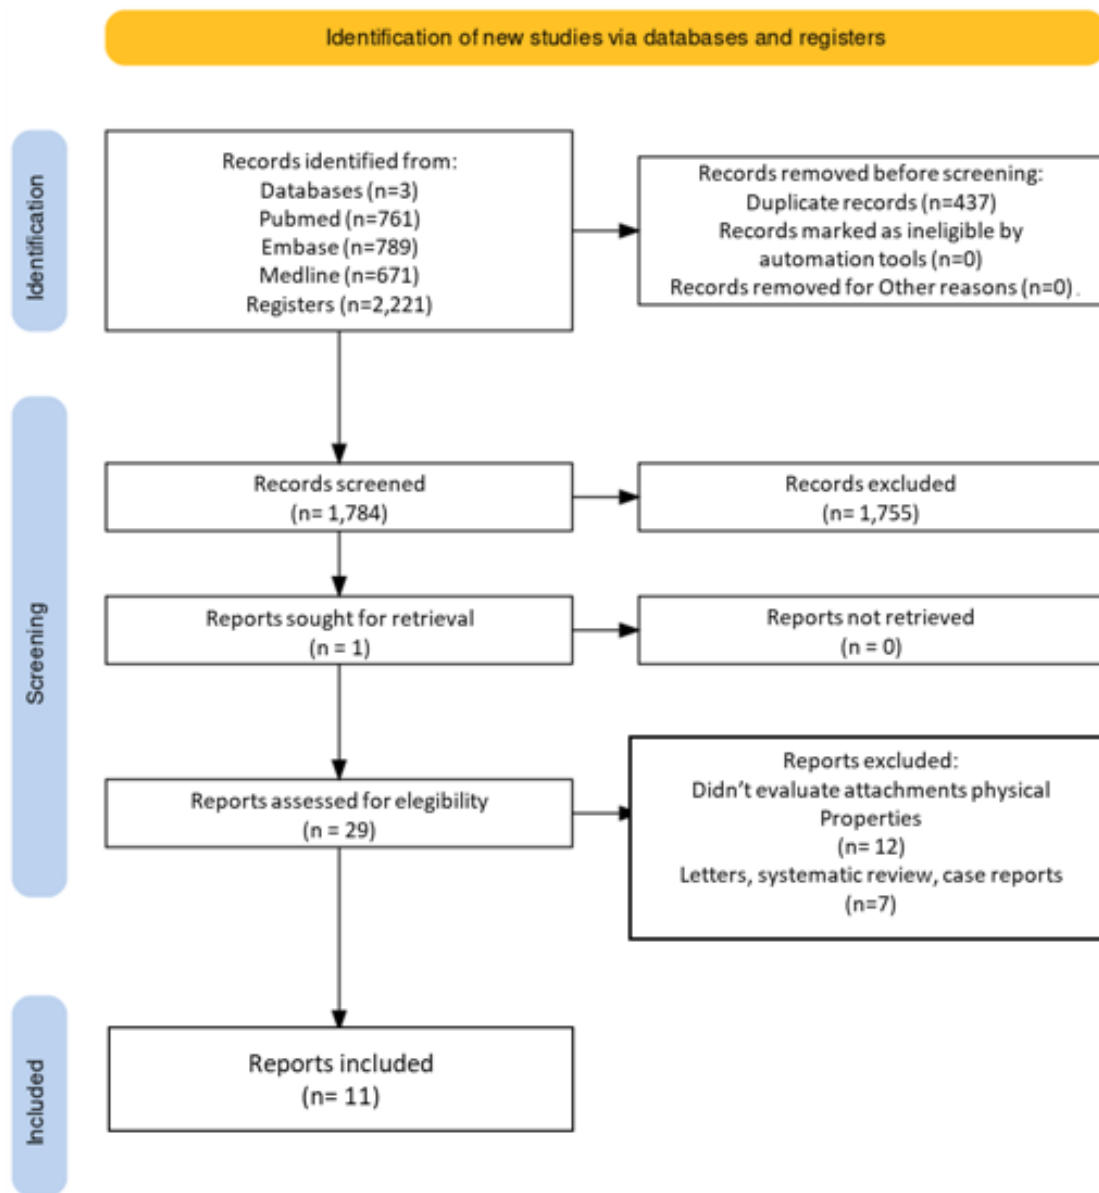 Identification of new studies via databases and registers
Identification
Records identified from:
Databases (n=3)
Pubmed (n=761)
Embase (n=789)
Medline (n=671)
Registers (n=2,221)
Records removed before screening:
Duplicate records (n=437)
Records marked as ineligible by
automation tools (n=0)
Records removed for Other reasons (n=0) .
Screening
Records screened
(n= 1,784)
Records excluded
(n= 1,755)
Reports sought for retrieval
(n = 1)
Reports not retrieved
(n = 0)
Reports assessed for elegibility
(n = 29)
Reports excluded:
Didn't evaluate attachments physical
Properties
(n= 12)
Letters, systematic review, case reports
(n=7)
Included
Reports included
(n= 11)